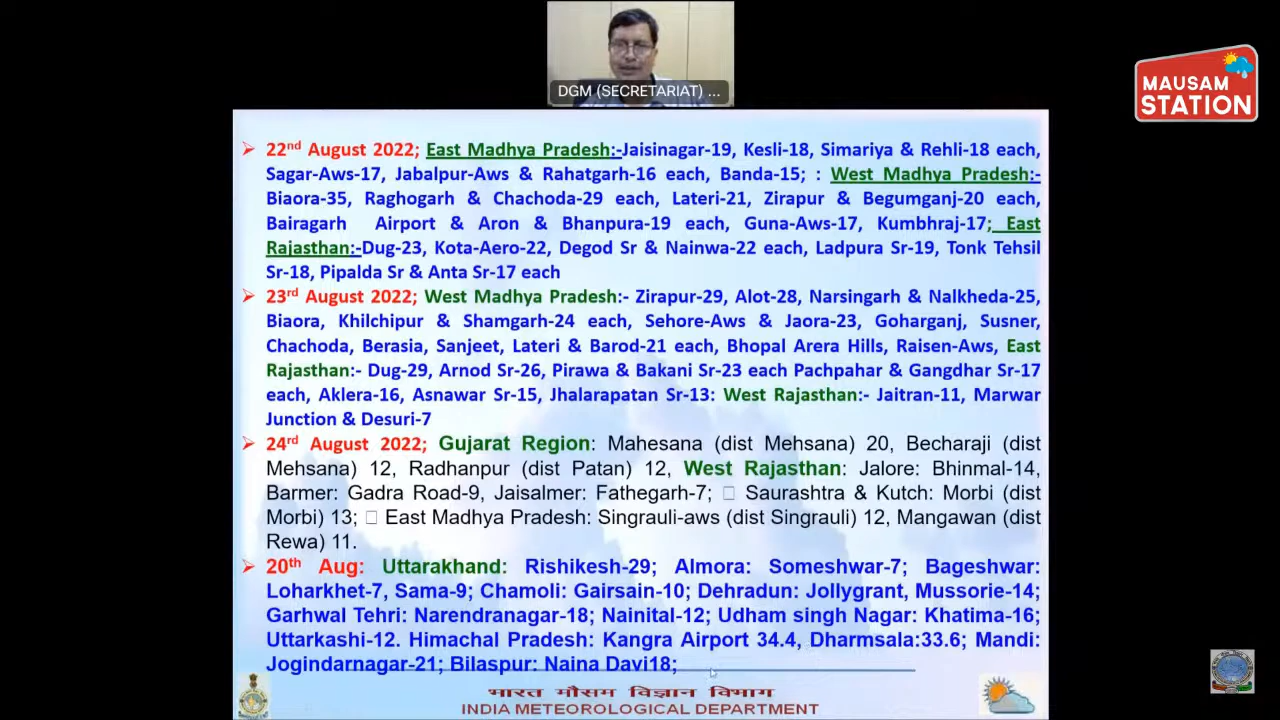 DGM (SECRETARIAT) ...
MAUSAM
STATION
22nd August 2022; East Madhya Pradesh:-Jaisinagar-19, Kesli-18, Simariya & Rehli-18 each,
Sagar-Aws-17, Jabalpur-Aws & Rahatgarh-16 each, Banda-15; : West Madhya Pradesh:-
Biaora-35, Raghogarh & Chachoda-29 each, Lateri-21, Zirapur & Begumganj-20 each,
Bairagarh Airport & Aron & Bhanpura-19 each, Guna-Aws-17, Kumbhraj-17; East
Rajasthan:-Dug-23, Kota-Aero-22, Degod Sr & Nainwa-22 each, Ladpura Sr-19, Tonk Tehsil
Sr-18, Pipalda Sr & Anta Sr-17 each
23rd August 2022; West Madhya Pradesh:- Zirapur-29, Alot-28, Narsingarh & Nalkheda-25,
Biaora, Khilchipur & Shamgarh-24 each, Sehore-Aws & Jaora-23, Goharganj, Susner,
Chachoda, Berasia, Sanjeet, Lateri & Barod-21 each, Bhopal Arera Hills, Raisen-Aws, East
Rajasthan:- Dug-29, Arnod Sr-26, Pirawa & Bakani Sr-23 each Pachpahar & Gangdhar Sr-17
each, Aklera-16, Asnawar Sr-15, Jhalarapatan Sr-13: West Rajasthan:- Jaitran-11, Marwar
Junction & Desuri-7
24rd August 2022; Gujarat Region: Mahesana (dist Mehsana) 20, Becharaji (dist
Mehsana) 12, Radhanpur (dist Patan) 12, West Rajasthan: Jalore: Bhinmal-14,
Barmer: Gadra Road-9, Jaisalmer: Fathegarh-7; Saurashtra & Kutch: Morbi (dist
Morbi) 13; East Madhya Pradesh: Singrauli-aws (dist Singrauli) 12, Mangawan (dist
Rewa) 11.
20th Aug: Uttarakhand: Rishikesh-29; Almora: Someshwar-7; Bageshwar:
Loharkhet-7, Sama-9; Chamoli: Gairsain-10; Dehradun: Jollygrant, Mussorie-14;
Garhwal Tehri: Narendranagar-18; Nainital-12; Udham singh Nagar: Khatima-16;
Uttarkashi-12. Himachal Pradesh: Kangra Airport 34.4, Dharmsala:33.6; Mandi:
Jogindarnagar-21; Bilaspur: Naina Davi18;
भारत मौसम विज्ञान विभाग
INDIA METEOROLOGICAL DEPARTMENT